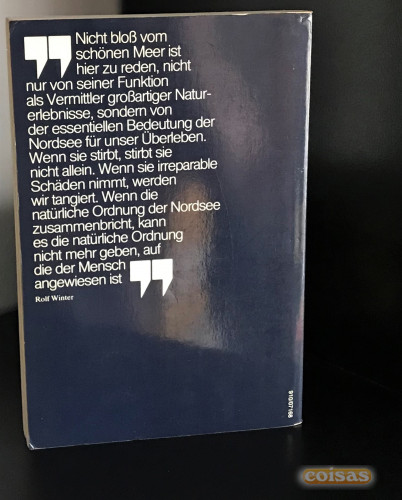 Nicht bloß vom
schönen Meer ist
hier zu reden, nicht
nur von seiner Funktion
als Vermittler großartiger Natur-
erlebnisse, sondern von
der essentiellen Bedeutung der
Nordsee für unser Überleben.
Wenn sie stirbt, stirbt sie
nicht allein. Wenn sie irreparable
Schäden nimmt, werden
wir tangiert. Wenn die
natürliche Ordnung der Nordsee
zusammenbricht, kann
es die natürliche Ordnung
nicht mehr geben, auf
die der Mensch
angewiesen ist
Rolf Winter
910/07168
coisas